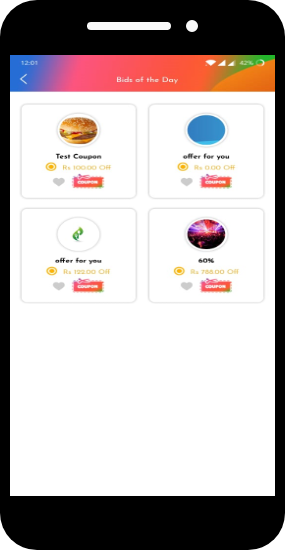 12:01
42%
Bids of the Day
Test Coupon
Rs 100.00 Off
COUPON
offer for you
Rs 0.00 Off
COUPON
offer for you
Rs 122.00 Off
COUPON
60%
Rs 788.00 Off
COUPON